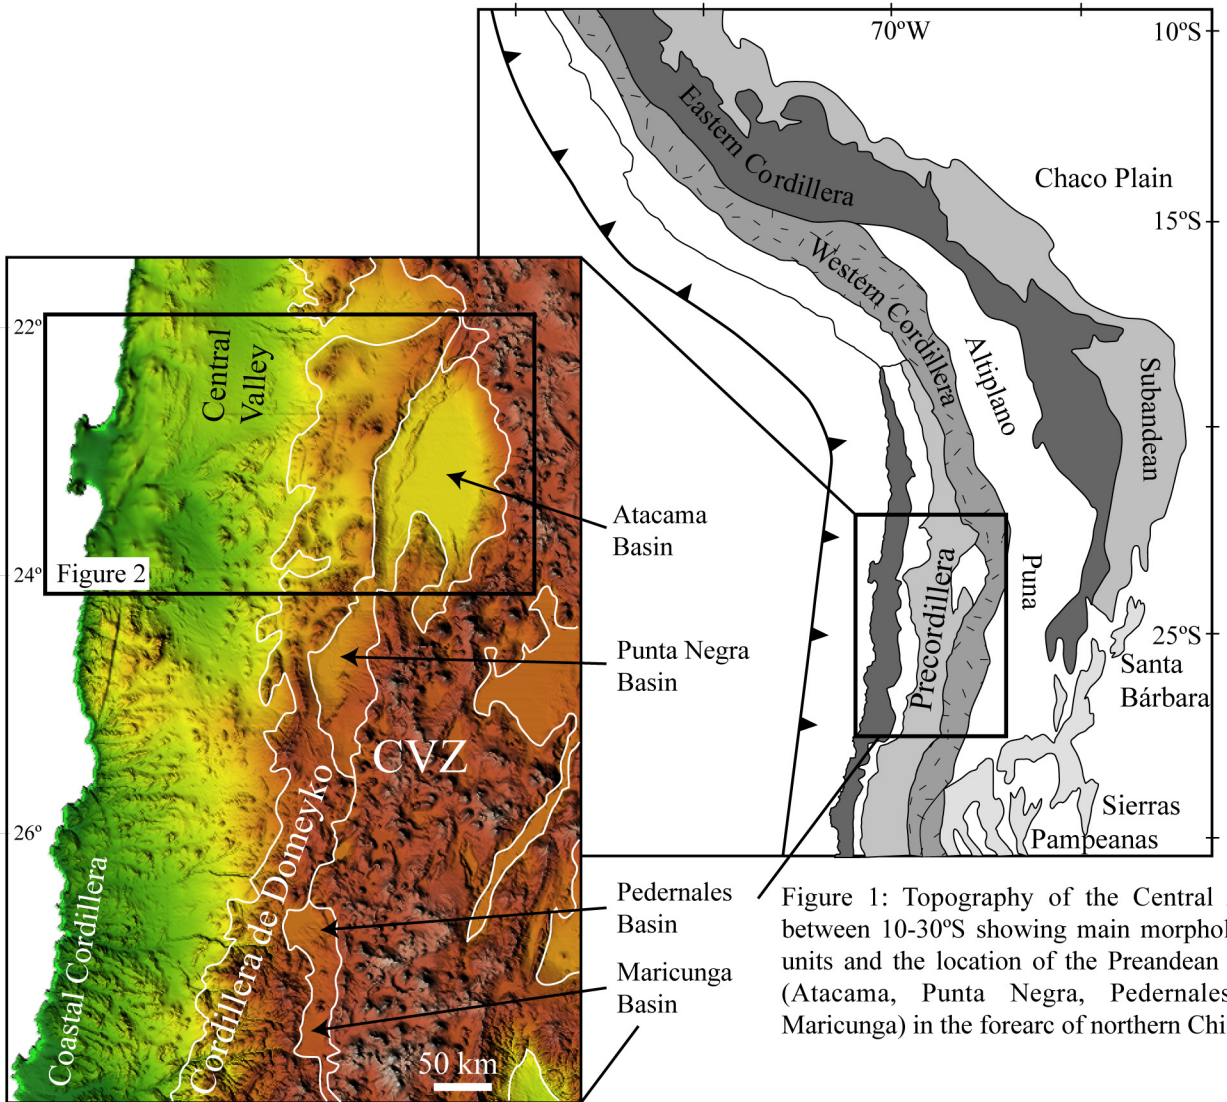 70ºW
10ºS
Eastern Cordillera
Chaco Plain
15ºS
Western Cordillera
Altiplano
Subandean
22º
Central
Valley
Atacama
Basin
Figure 2
24º
Precordillera
Puna
25ºS
Santa
Bárbara
Punta Negra
Basin
CVZ
26º
Sierras
Pampeanas
Coastal Cordillera
Cordillera de Domeyko
Pedernales
Basin
Maricunga
Basin
50 km
Figure 1: Topography of the Central
between 10-30ºS showing main morphol
units and the location of the Preandean
(Atacama, Punta Negra, Pedernales
Maricunga) in the forearc of northern Chi